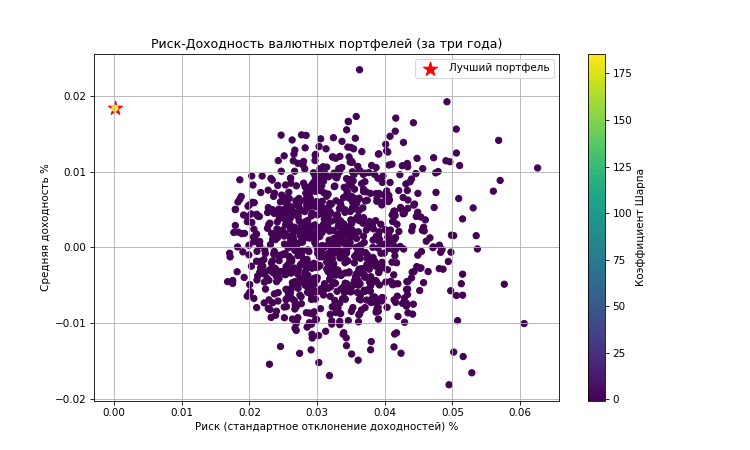 Риск-Доходность валютных портфелей (за три года)
Лучший портфель
Средняя доходность %
0.02
0.01
0.00
−0.01
−0.02
0.00 0.01 0.02 0.03 0.04 0.05 0.06
Риск (стандартное отклонение доходностей) %
175
150
125
100
75
50
25
0
Коэффициент Шарпа